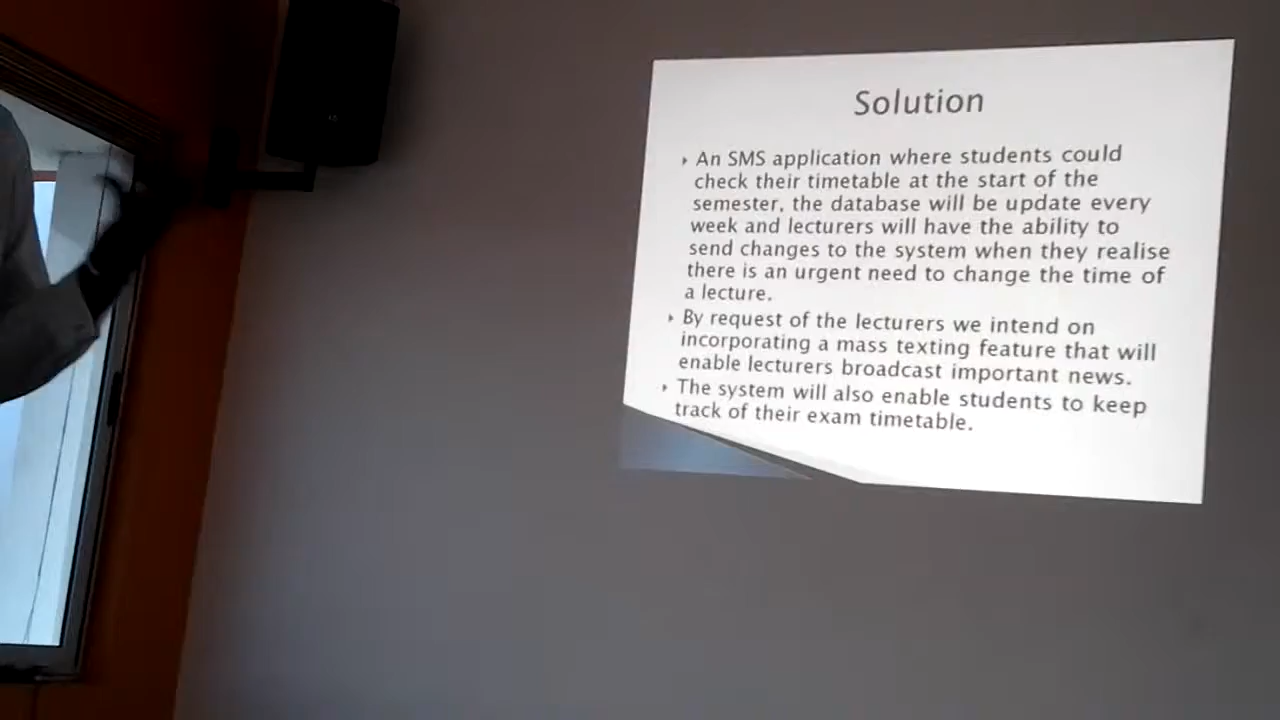 Solution
An SMS application where students could
check their timetable at the start of the
semester, the database will be update every
week and lecturers will have the ability to
send changes to the system when they realise
there is an urgent need to change the time of
a lecture.
By request of the lecturers we intend on
incorporating a mass texting feature that will
enable lecturers broadcast important news.
The system will also enable students to keep
track of their exam timetable.